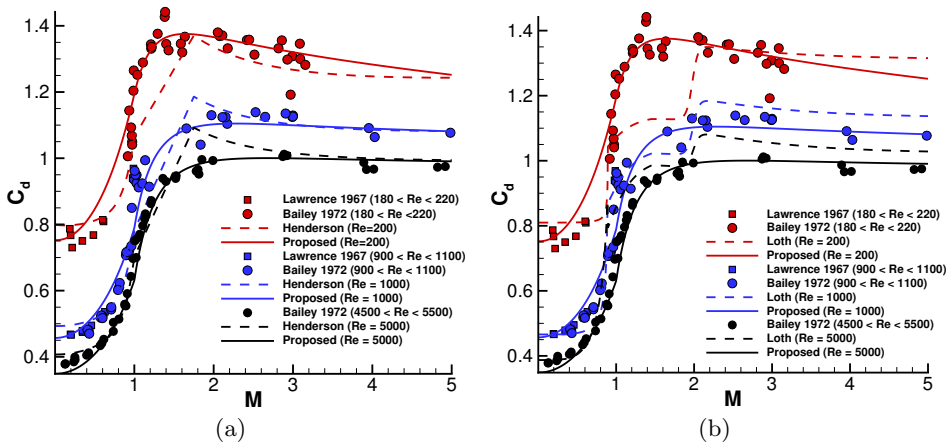 1.4
1.2
1.0
0.8
0.6
0.4
C_d
0
1
2
3
4
5
M
Lawrence 1967 (180 < Re < 220)
Bailey 1972 (180 < Re <220)
Henderson (Re=200)
Proposed (Re=200)
Lawrence 1967 (900 < Re < 1100)
Bailey 1972 (900 < Re < 1100)
Henderson (Re = 1000)
Proposed (Re = 1000)
Bailey 1972 (4500 < Re < 5500)
Henderson (Re = 5000)
Proposed (Re = 5000)
(a)
1.4
1.2
1.0
0.8
0.6
0.4
C_d
0
1
2
3
4
5
M
Lawrence 1967 (180 < Re < 220)
Bailey 1972 (180 < Re < 220)
Loth (Re = 200)
Proposed (Re = 200)
Lawrence 1967 (900 < Re < 1100)
Bailey 1972 (900 < Re < 1100)
Loth (Re = 1000)
Proposed (Re = 1000)
Bailey 1972 (4500 < Re < 5500)
Loth (Re = 5000)
Proposed (Re = 5000)
(b)